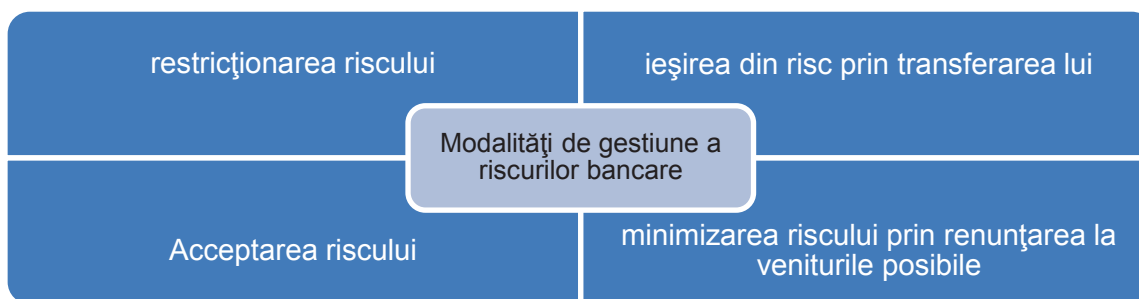 restricţionarea riscului
ieşirea din risc prin transferarea lui
Modalităţi de gestiune a
riscurilor bancare
Acceptarea riscului
minimizarea riscului prin renunţarea la
veniturile posibile